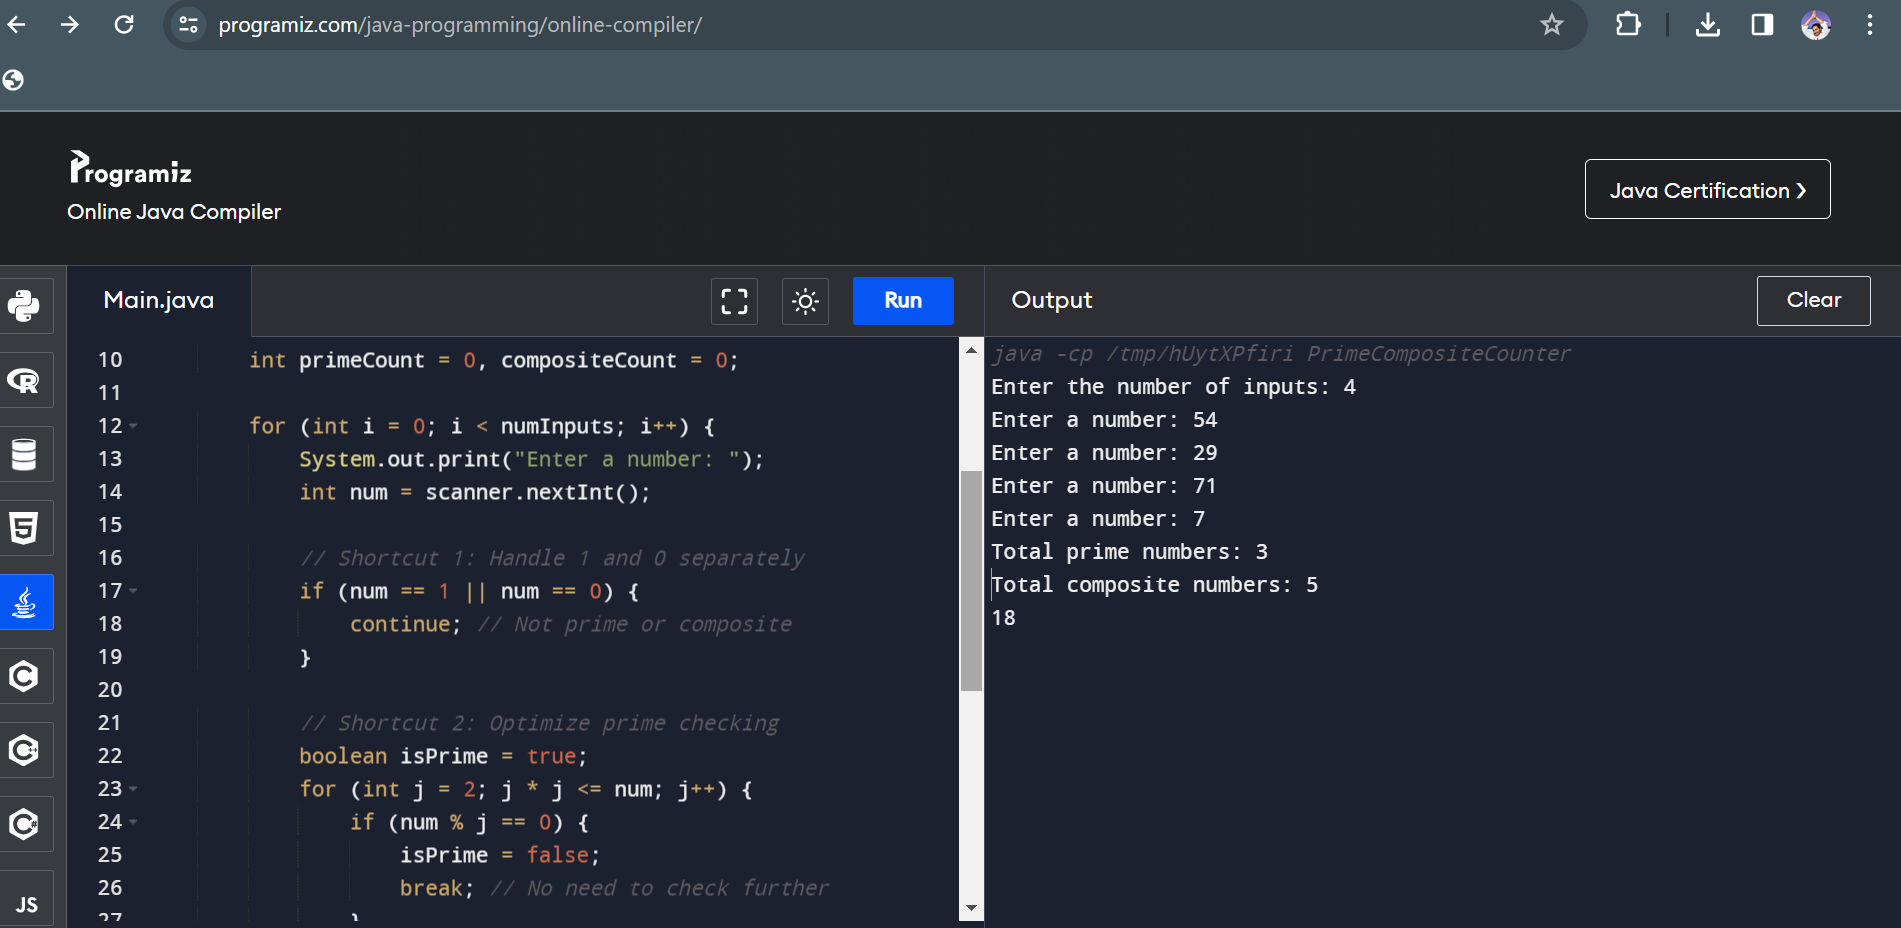 programiz.com/java-programming/online-compiler/
Programiz
Online Java Compiler
Java Certification ❯
Main.java
Run
Output
Clear
10 int primeCount = 0, compositeCount = 0;
11
12 for (int i = 0; i < numInputs; i++) {
13 System.out.print("Enter a number: ");
14 int num = scanner.nextInt();
15
16 // Shortcut 1: Handle 1 and 0 separately
17 if (num == 1 || num == 0) {
18 continue; // Not prime or composite
19 }
20
21 // Shortcut 2: Optimize prime checking
22 boolean isPrime = true;
23 for (int j = 2; j * j <= num; j++) {
24 if (num % j == 0) {
25 isPrime = false;
26 break; // No need to check further
27 }
java -cp /tmp/hUytXPfiri PrimeCompositeCounter
Enter the number of inputs: 4
Enter a number: 54
Enter a number: 29
Enter a number: 71
Enter a number: 7
Total prime numbers: 3
Total composite numbers: 5
18
R
5
C
C++
C#
JS